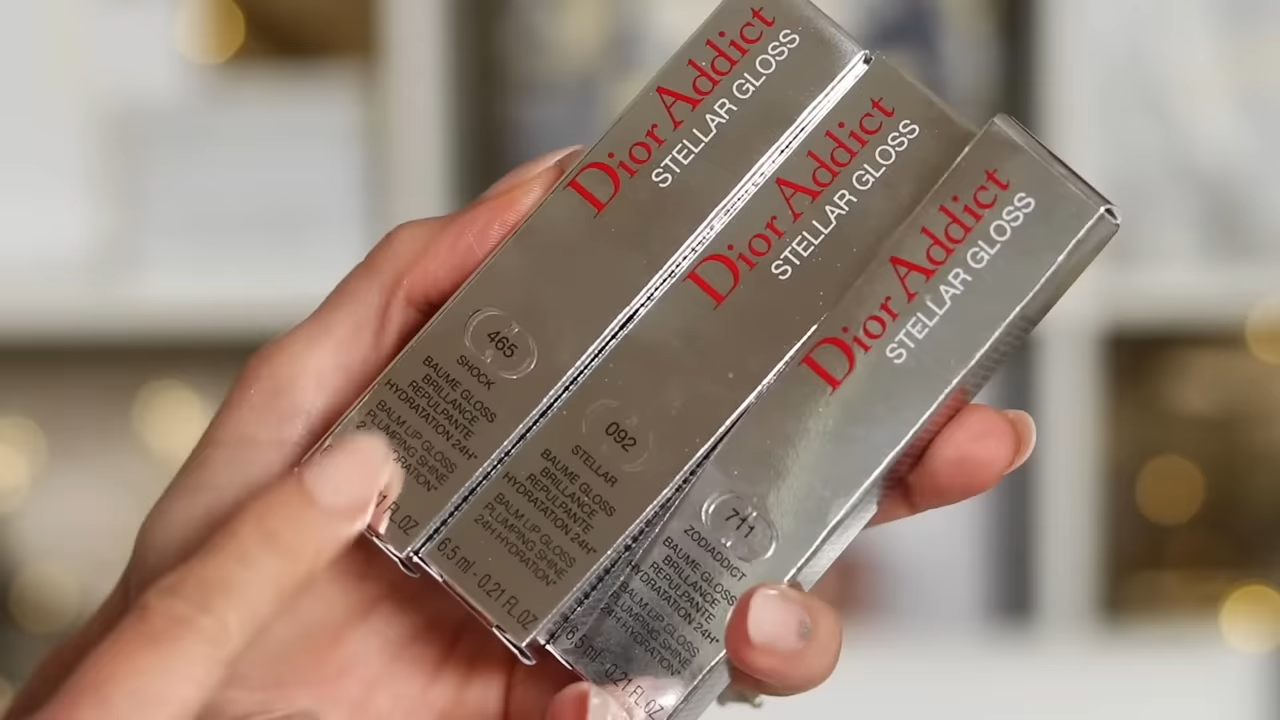 Dior Addict
STELLAR GLOSS
465
SHOCK
BAUME GLOSS
BRILLANCE
REPULPANTE
HYDRATATION 24H*
BALM LIP GLOSS
PLUMPING SHINE
FL.OZ
Dior Addict
STELLAR GLOSS
092
STELLAR
BAUME GLOSS
BRILLANCE
REPULPANTE
HYDRATATION 24H*
BALM LIP GLOSS
PLUMPING SHINE
24H HYDRATION*
6,5 ml - 0.21 FL.OZ
Dior Addict
STELLAR GLOSS
711
ZODIADDICT
BAUME GLOSS
BRILLANCE
REPULPANTE
HYDRATATION 24H*
BALM LIP GLOSS
PLUMPING SHINE
24H HYDRATION*
6,5 ml - 0.21 FL.OZ